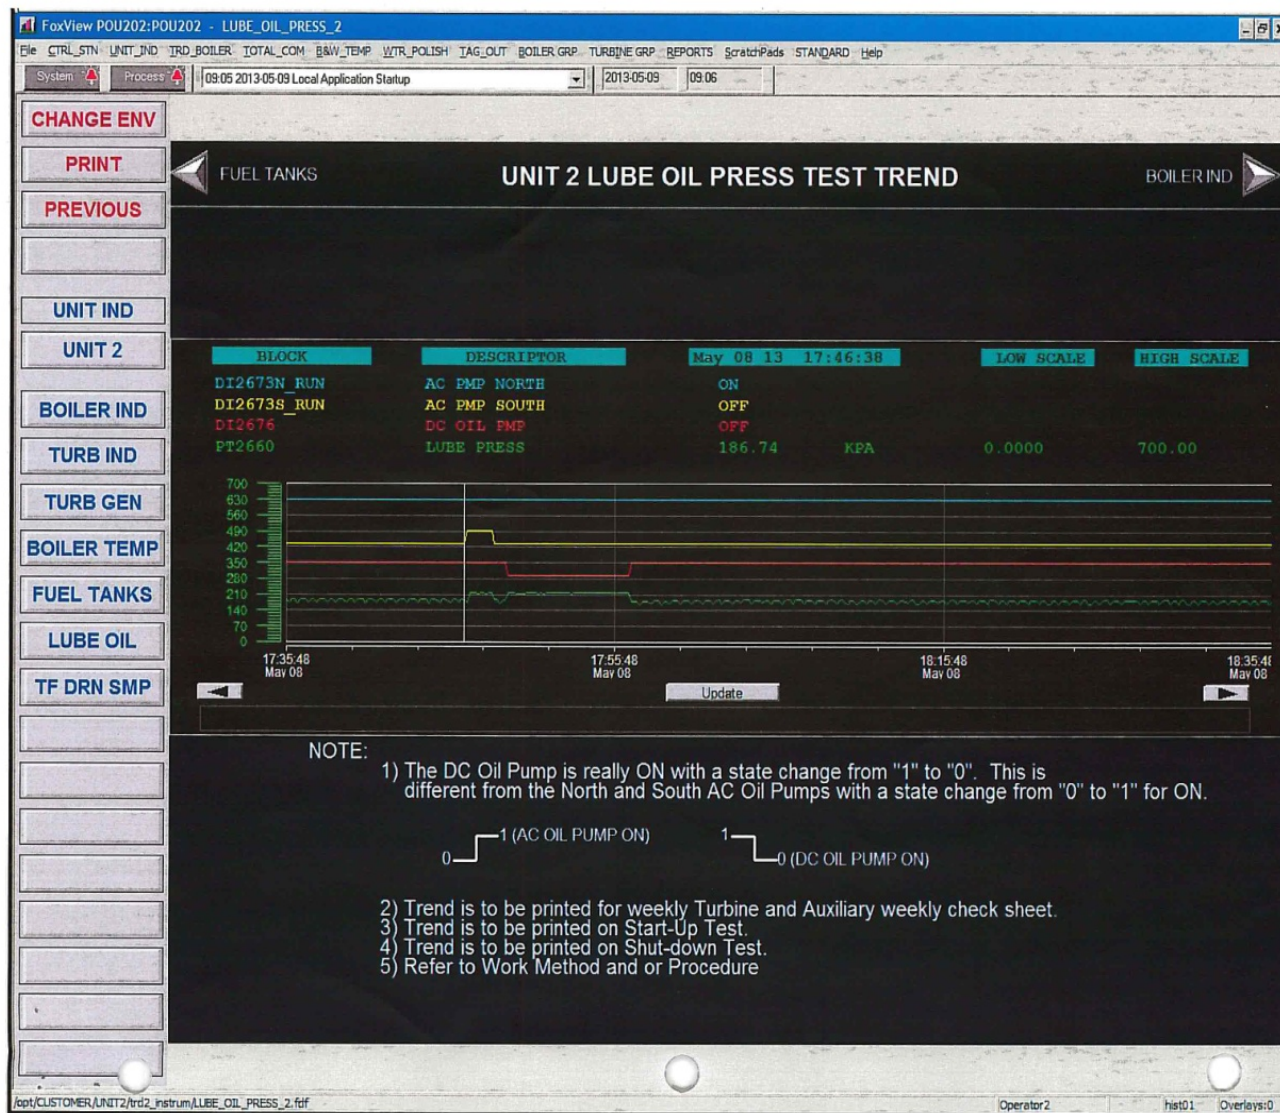 FoxView POU202:POU202 - LUBE_OIL_PRESS_2
File CTRL_STN UNIT_IND TRD_BOILER TOTAL_COM B&W_TEMP WTR_POLISH TAG_OUT BOILER GRP TURBINE GRP REPORTS ScratchPads STANDARD Help
System Process 09:05 2013-05-09 Local Application Startup 2013-05-09 09:06
CHANGE ENV
PRINT
PREVIOUS
UNIT IND
UNIT 2
BOILER IND
TURB IND
TURB GEN
BOILER TEMP
FUEL TANKS
LUBE OIL
TF DRN SMP
FUEL TANKS UNIT 2 LUBE OIL PRESS TEST TREND BOILER IND
BLOCK DESCRIPTOR May 08 13 17:46:38 LOW SCALE HIGH SCALE
DI2673N_RUN AC PMP NORTH ON
DI2673S_RUN AC PMP SOUTH OFF
DI2676 DC OIL PMP OFF
PT2660 LUBE PRESS 186.74 KPA 0.0000 700.00
700
630
560
490
420
350
280
210
140
70
0
17:35:48 17:55:48 18:15:48 18:35:48
May 08 May 08 May 08 May 08
Update
NOTE:
1) The DC Oil Pump is really ON with a state change from "1" to "0". This is
different from the North and South AC Oil Pumps with a state change from "0" to "1" for ON.
1 (AC OIL PUMP ON) 1
0 0 (DC OIL PUMP ON)
2) Trend is to be printed for weekly Turbine and Auxiliary weekly check sheet.
3) Trend is to be printed on Start-Up Test.
4) Trend is to be printed on Shut-down Test.
5) Refer to Work Method and or Procedure
/opt/CUSTOMER/UNIT2/trd2_instrum/LUBE_OIL_PRESS_2.fdf Operator2 hist01 Overlays:0